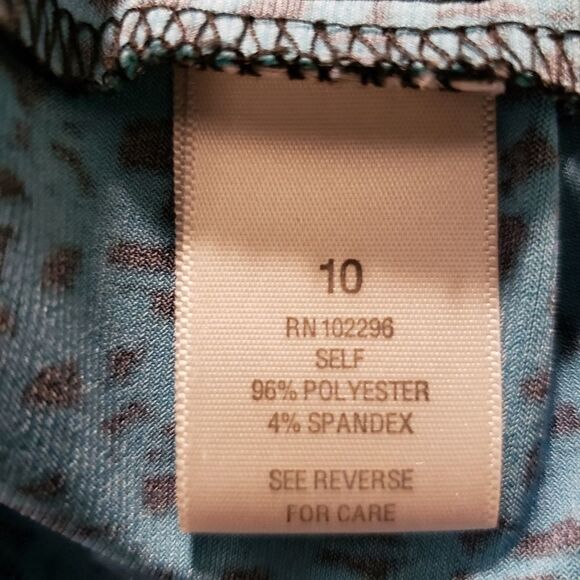 10
RN 102296
SELF
96% POLYESTER
4% SPANDEX
SEE REVERSE
FOR CARE